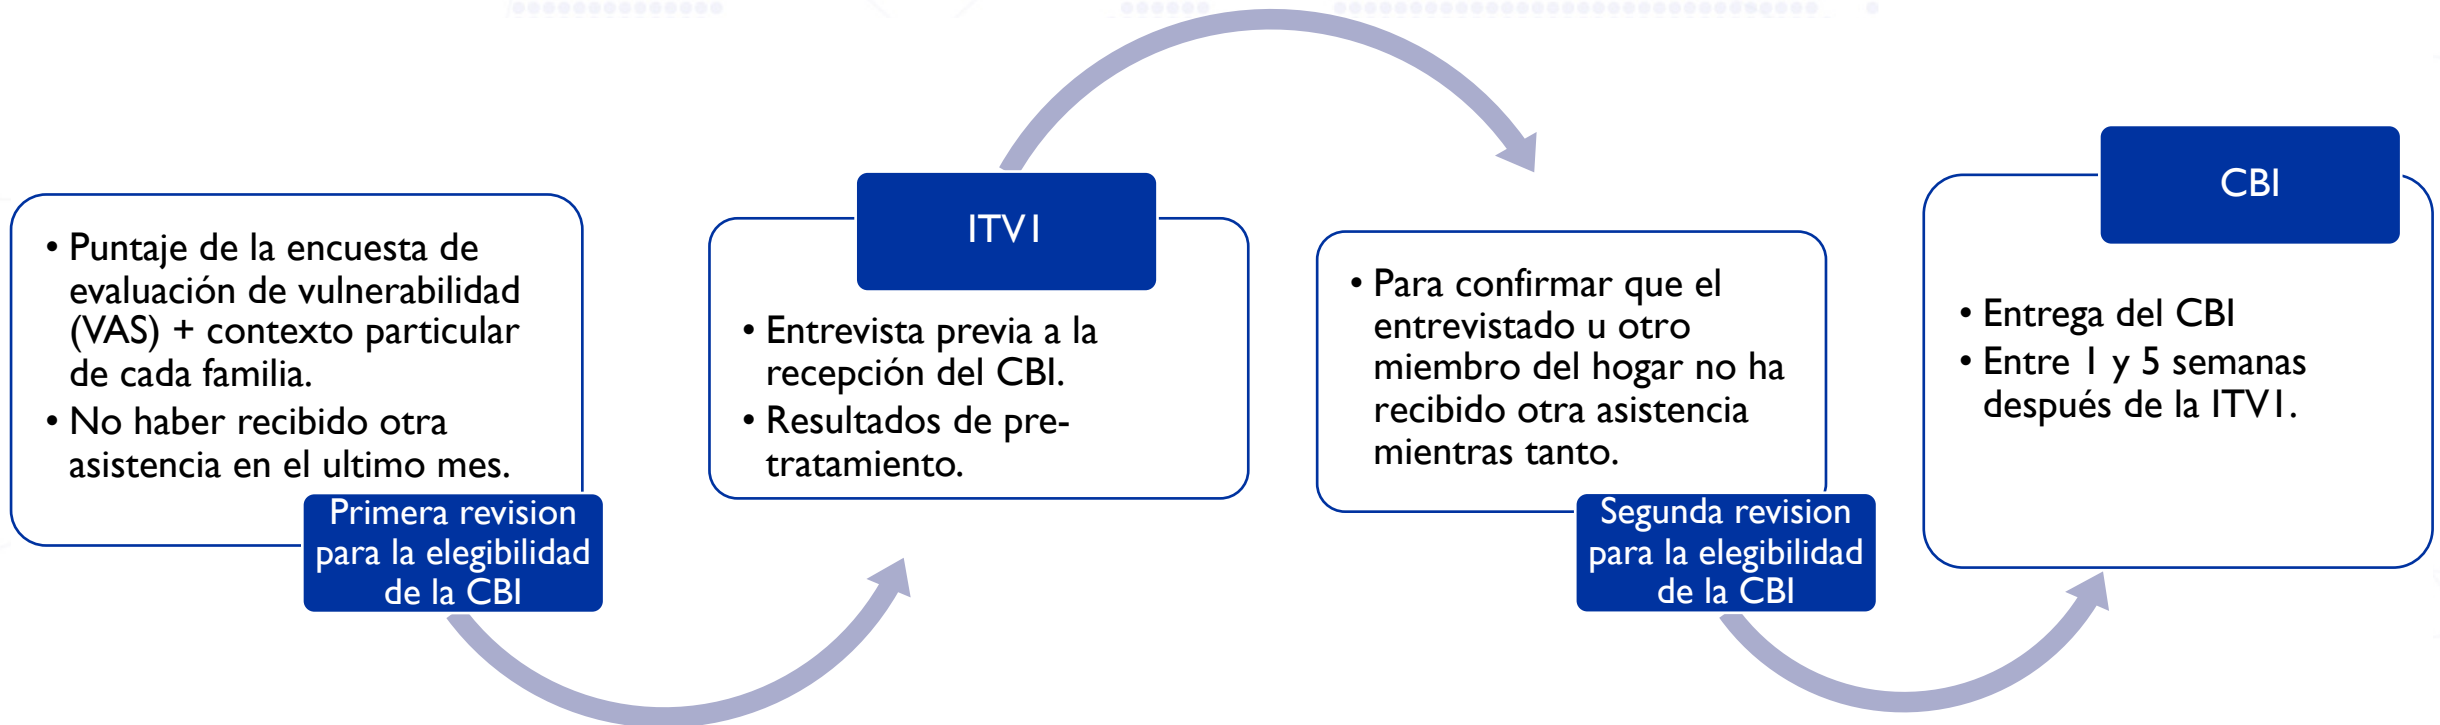 • Puntaje de la encuesta de
evaluación de vulnerabilidad
(VAS) + contexto particular
de cada familia.
• No haber recibido otra
asistencia en el ultimo mes.
Primera revision
para la elegibilidad
de la CBI
ITV1
• Entrevista previa a la
recepción del CBI.
• Resultados de pre-
tratamiento.
• Para confirmar que el
entrevistado u otro
miembro del hogar no ha
recibido otra asistencia
mientras tanto.
Segunda revision
para la elegibilidad
de la CBI
CBI
• Entrega del CBI
• Entre 1 y 5 semanas
después de la ITV1.